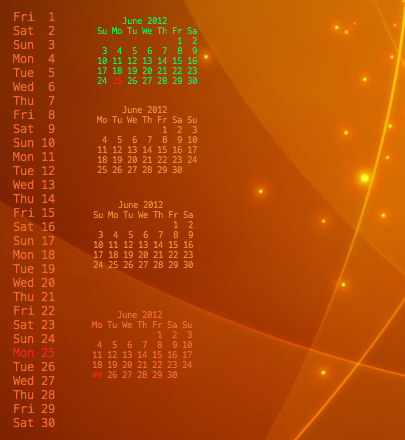 Fri  1
Sat  2
Sun  3
Mon  4
Tue  5
Wed  6
Thu  7
Fri  8
Sat  9
Sun 10
Mon 11
Tue 12
Wed 13
Thu 14
Fri 15
Sat 16
Sun 17
Mon 18
Tue 19
Wed 20
Thu 21
Fri 22
Sat 23
Sun 24
Mon 25
Tue 26
Wed 27
Thu 28
Fri 29
Sat 30
June 2012
Su Mo Tu We Th Fr Sa
1  2
3  4  5  6  7  8  9
10 11 12 13 14 15 16
17 18 19 20 21 22 23
24 25 26 27 28 29 30
June 2012
Mo Tu We Th Fr Sa Su
1  2  3
4  5  6  7  8  9 10
11 12 13 14 15 16 17
18 19 20 21 22 23 24
25 26 27 28 29 30
June 2012
Su Mo Tu We Th Fr Sa
1  2
3  4  5  6  7  8  9
10 11 12 13 14 15 16
17 18 19 20 21 22 23
24 25 26 27 28 29 30
June 2012
Mo Tu We Th Fr Sa Su
1  2  3
4  5  6  7  8  9 10
11 12 13 14 15 16 17
18 19 20 21 22 23 24
## 26 27 28 29 30